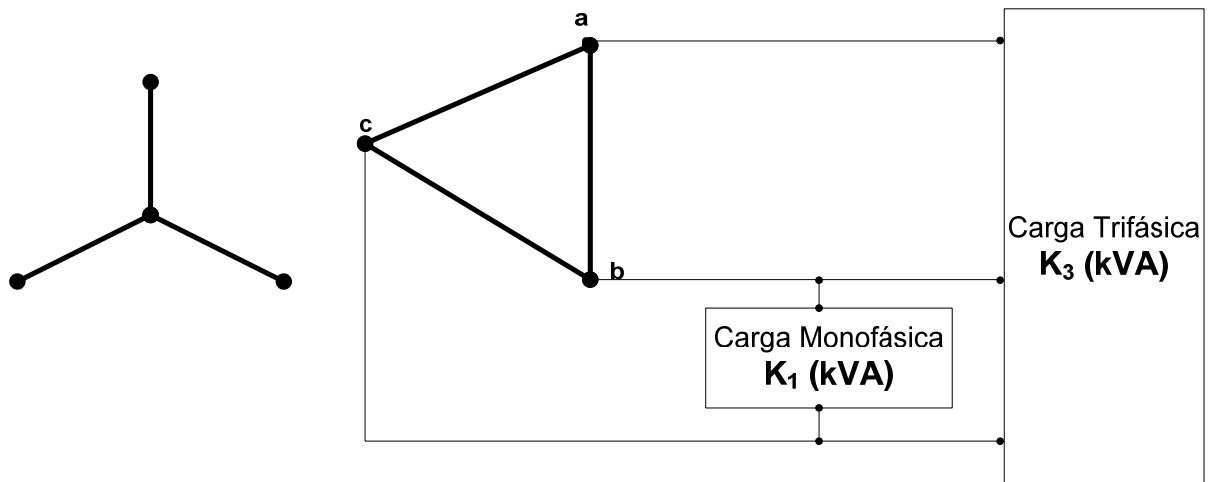 a
c
b
Carga Monofásica
K₁ (kVA)
Carga Trifásica
K₃ (kVA)